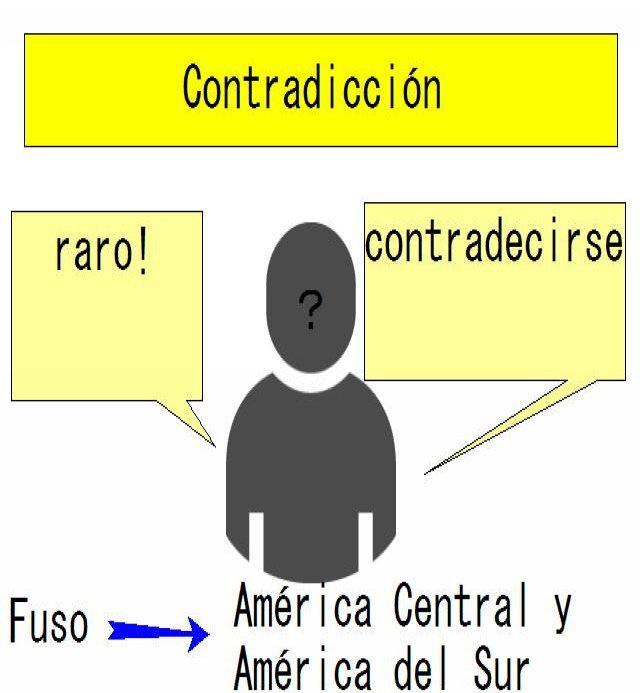 Contradicción
raro!
contradecirse
?
Fuso
América Central y
América del Sur